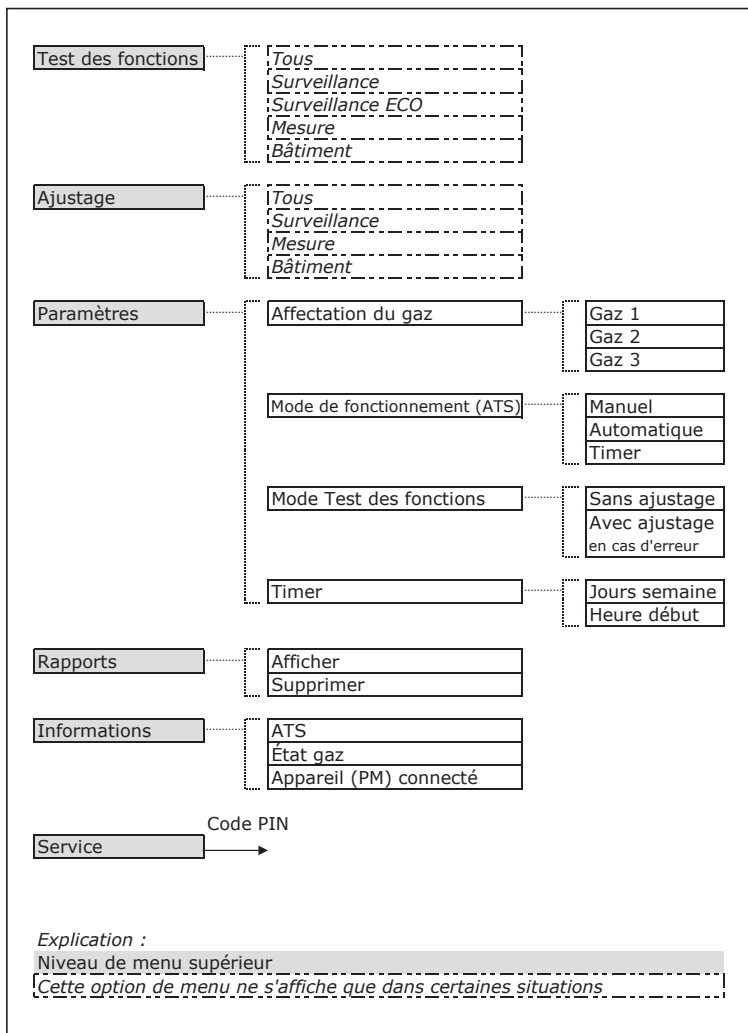 Test des fonctions
Tous
Surveillance
Surveillance ECO
Mesure
Bâtiment
Ajustage
Tous
Surveillance
Mesure
Bâtiment
Paramètres
Affectation du gaz
Gaz 1
Gaz 2
Gaz 3
Mode de fonctionnement (ATS)
Manuel
Automatique
Timer
Mode Test des fonctions
Sans ajustage
Avec ajustage
en cas d'erreur
Timer
Jours semaine
Heure début
Rapports
Afficher
Supprimer
Informations
ATS
État gaz
Appareil (PM) connecté
Code PIN
Service
Explication :
Niveau de menu supérieur
Cette option de menu ne s'affiche que dans certaines situations